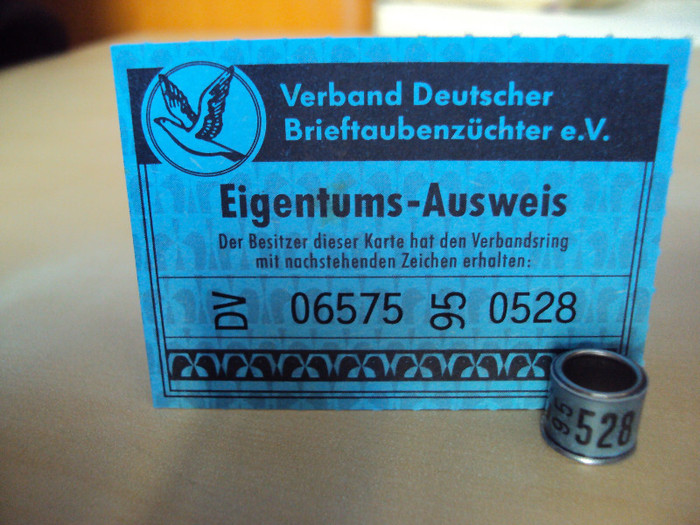 Verband Deutscher
Brieftaubenzüchter e.V.
Eigentums-Ausweis
Der Besitzer dieser Karte hat den Verbandsring
mit nachstehenden Zeichen erhalten:
DV 06575 95 0528
95 528